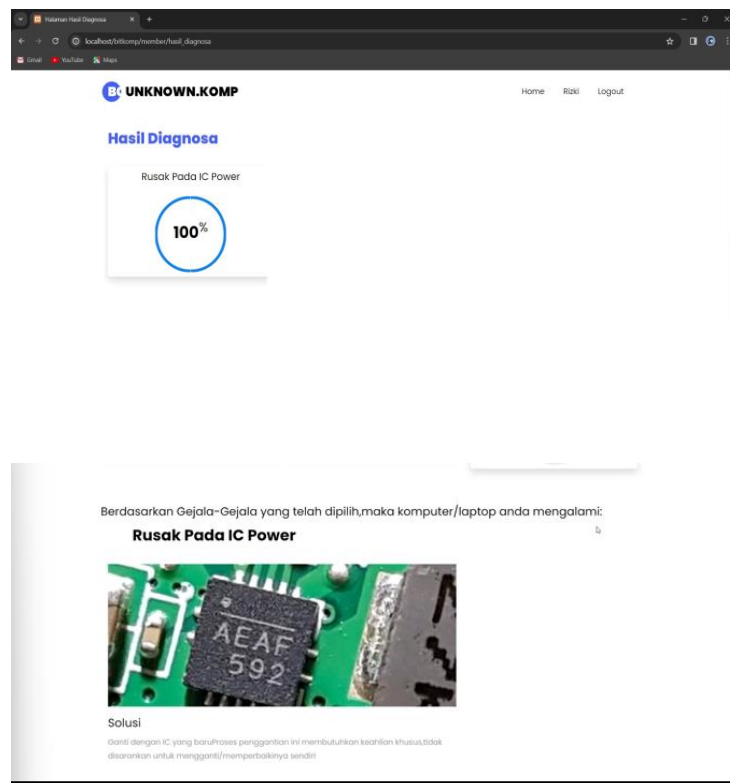 Halaman Hasil Diagnosa
localhost/bitkomp/member/hasil_diagnosa
Gmail YouTube Maps
UNKNOWN.KOMP
Home Rizki Logout
Hasil Diagnosa
Rusak Pada IC Power
100%
Berdasarkan Gejala-Gejala yang telah dipilih,maka komputer/laptop anda mengalami:
Rusak Pada IC Power
AEAF
592
Solusi
Ganti dengan IC yang baruProses penggantian ini membutuhkan keahlian khusus,tidak
disarankan untuk mengganti/memperbaikinya sendiri